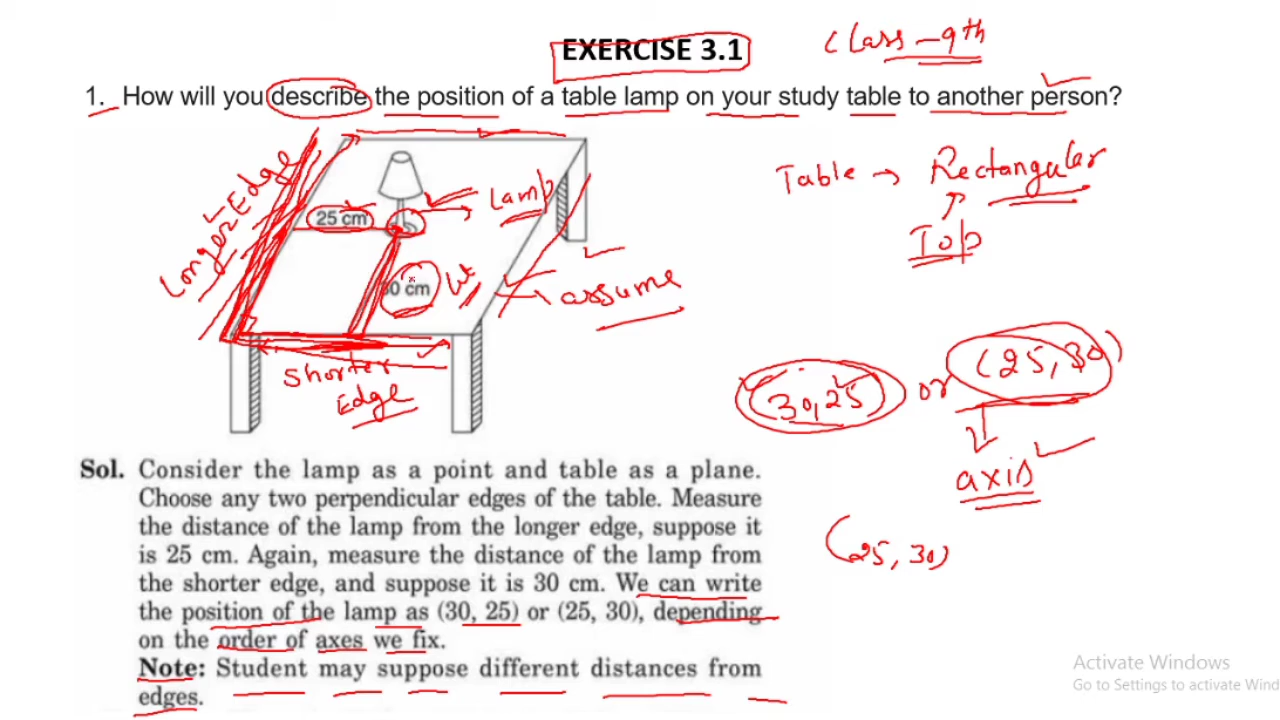 EXERCISE 3.1
Class - 9th
1. How will you describe the position of a table lamp on your study table to another person?
Table → Rectangular
Top
Longer Edge
25 cm
Lamp
30 cm
let
assume
Shorter
Edge
(30,25) or (25,30)
axis
(25, 30)
Sol. Consider the lamp as a point and table as a plane.
Choose any two perpendicular edges of the table. Measure
the distance of the lamp from the longer edge, suppose it
is 25 cm. Again, measure the distance of the lamp from
the shorter edge, and suppose it is 30 cm. We can write
the position of the lamp as (30, 25) or (25, 30), depending
on the order of axes we fix.
Note: Student may suppose different distances from
edges.
Activate Windows
Go to Settings to activate Wind